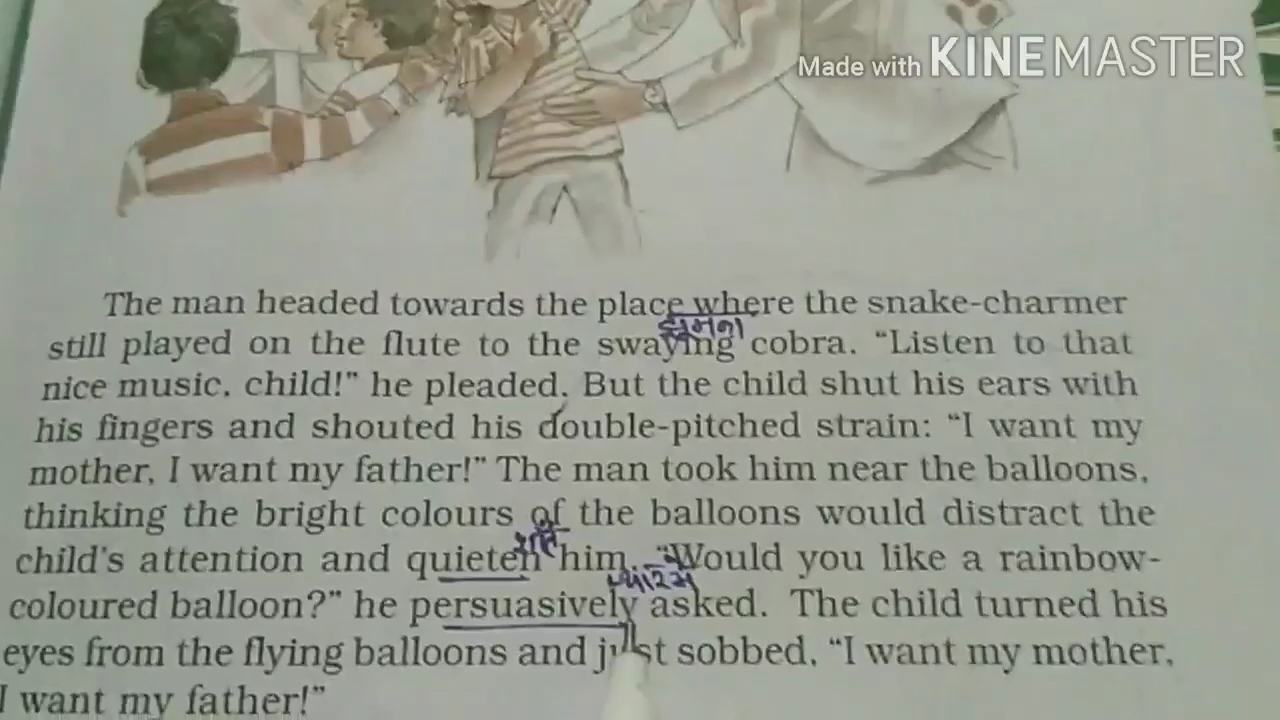 Made with KINEMASTER
The man headed towards the place where the snake-charmer
still played on the flute to the swaying cobra. “Listen to that
nice music, child!” he pleaded. But the child shut his ears with
his fingers and shouted his double-pitched strain: “I want my
mother, I want my father!” The man took him near the balloons,
thinking the bright colours of the balloons would distract the
child’s attention and quieten him. “Would you like a rainbow-
coloured balloon?” he persuasively asked. The child turned his
eyes from the flying balloons and just sobbed, “I want my mother,
I want my father!”